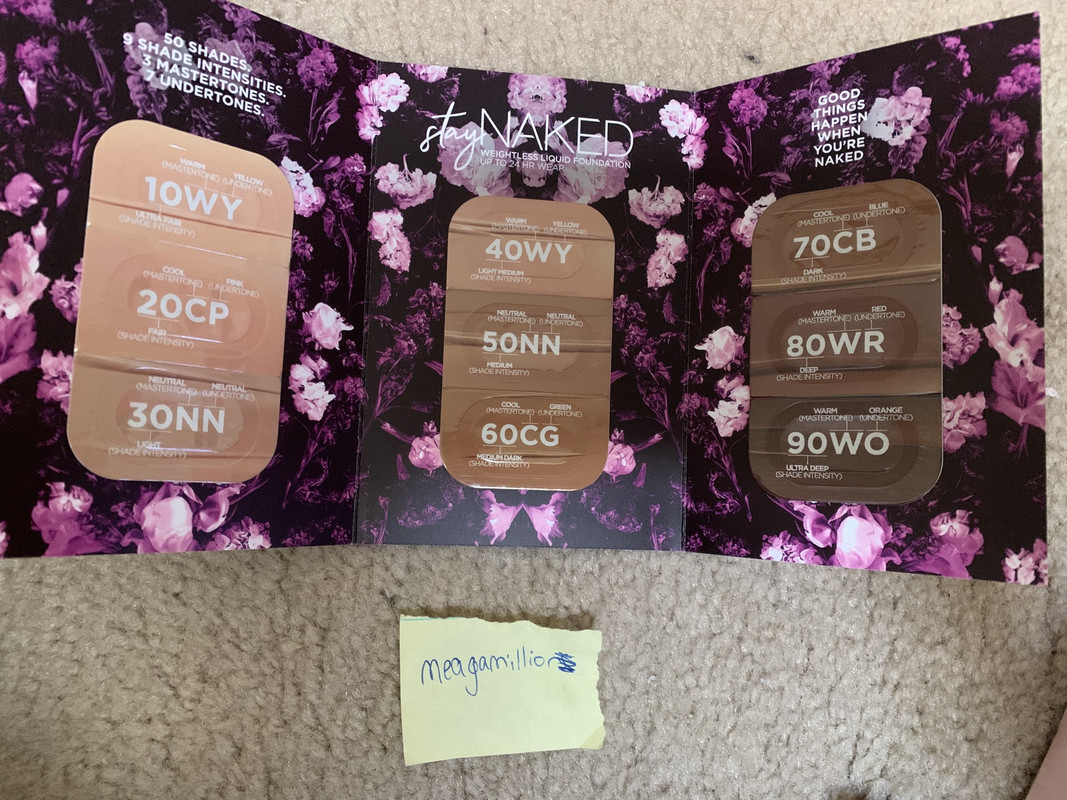 50 SHADES.
9 SHADE INTENSITIES.
3 MASTERTONES.
7 UNDERTONES.
WARM YELLOW
(MASTERTONE) (UNDERTONE)
10WY
ULTRA FAIR
(SHADE INTENSITY)
COOL PINK
(MASTERTONE) (UNDERTONE)
20CP
FAIR
(SHADE INTENSITY)
NEUTRAL NEUTRAL
(MASTERTONE) (UNDERTONE)
30NN
LIGHT
(SHADE INTENSITY)
stayNAKED
WEIGHTLESS LIQUID FOUNDATION
UP TO 24 HR WEAR
WARM YELLOW
(MASTERTONE) (UNDERTONE)
40WY
LIGHT MEDIUM
(SHADE INTENSITY)
NEUTRAL NEUTRAL
(MASTERTONE) (UNDERTONE)
50NN
MEDIUM
(SHADE INTENSITY)
COOL GREEN
(MASTERTONE) (UNDERTONE)
60CG
MEDIUM DARK
(SHADE INTENSITY)
GOOD
THINGS
HAPPEN
WHEN
YOU'RE
NAKED
COOL BLUE
(MASTERTONE) (UNDERTONE)
70CB
DARK
(SHADE INTENSITY)
WARM RED
(MASTERTONE) (UNDERTONE)
80WR
DEEP
(SHADE INTENSITY)
WARM ORANGE
(MASTERTONE) (UNDERTONE)
90WO
ULTRA DEEP
(SHADE INTENSITY)